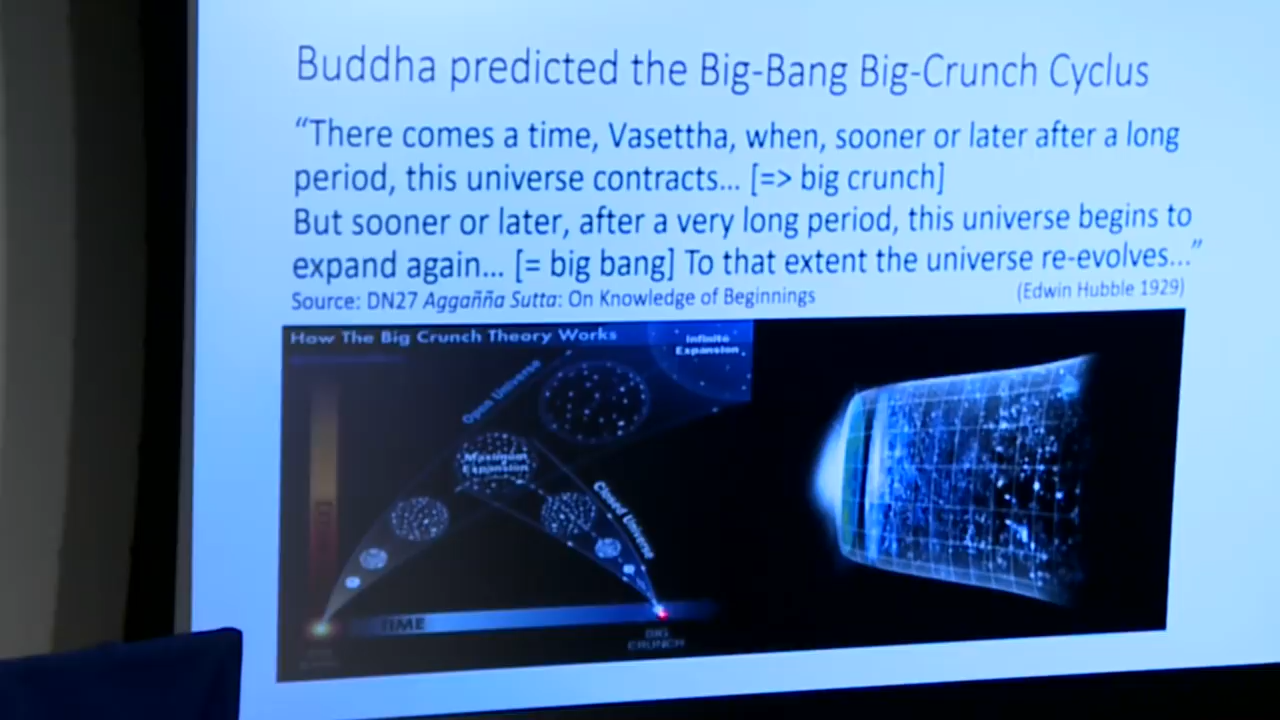 Buddha predicted the Big-Bang Big-Crunch Cyclus
“There comes a time, Vasettha, when, sooner or later after a long
period, this universe contracts... [=> big crunch]
But sooner or later, after a very long period, this universe begins to
expand again... [= big bang] To that extent the universe re-evolves...”
Source: DN27 Aggañña Sutta: On Knowledge of Beginnings
(Edwin Hubble 1929)
How The Big Crunch Theory Works
Infinite
Expansion
Open Universe
Maximum
Expansion
Closed Universe
TIME
BIG
CRUNCH